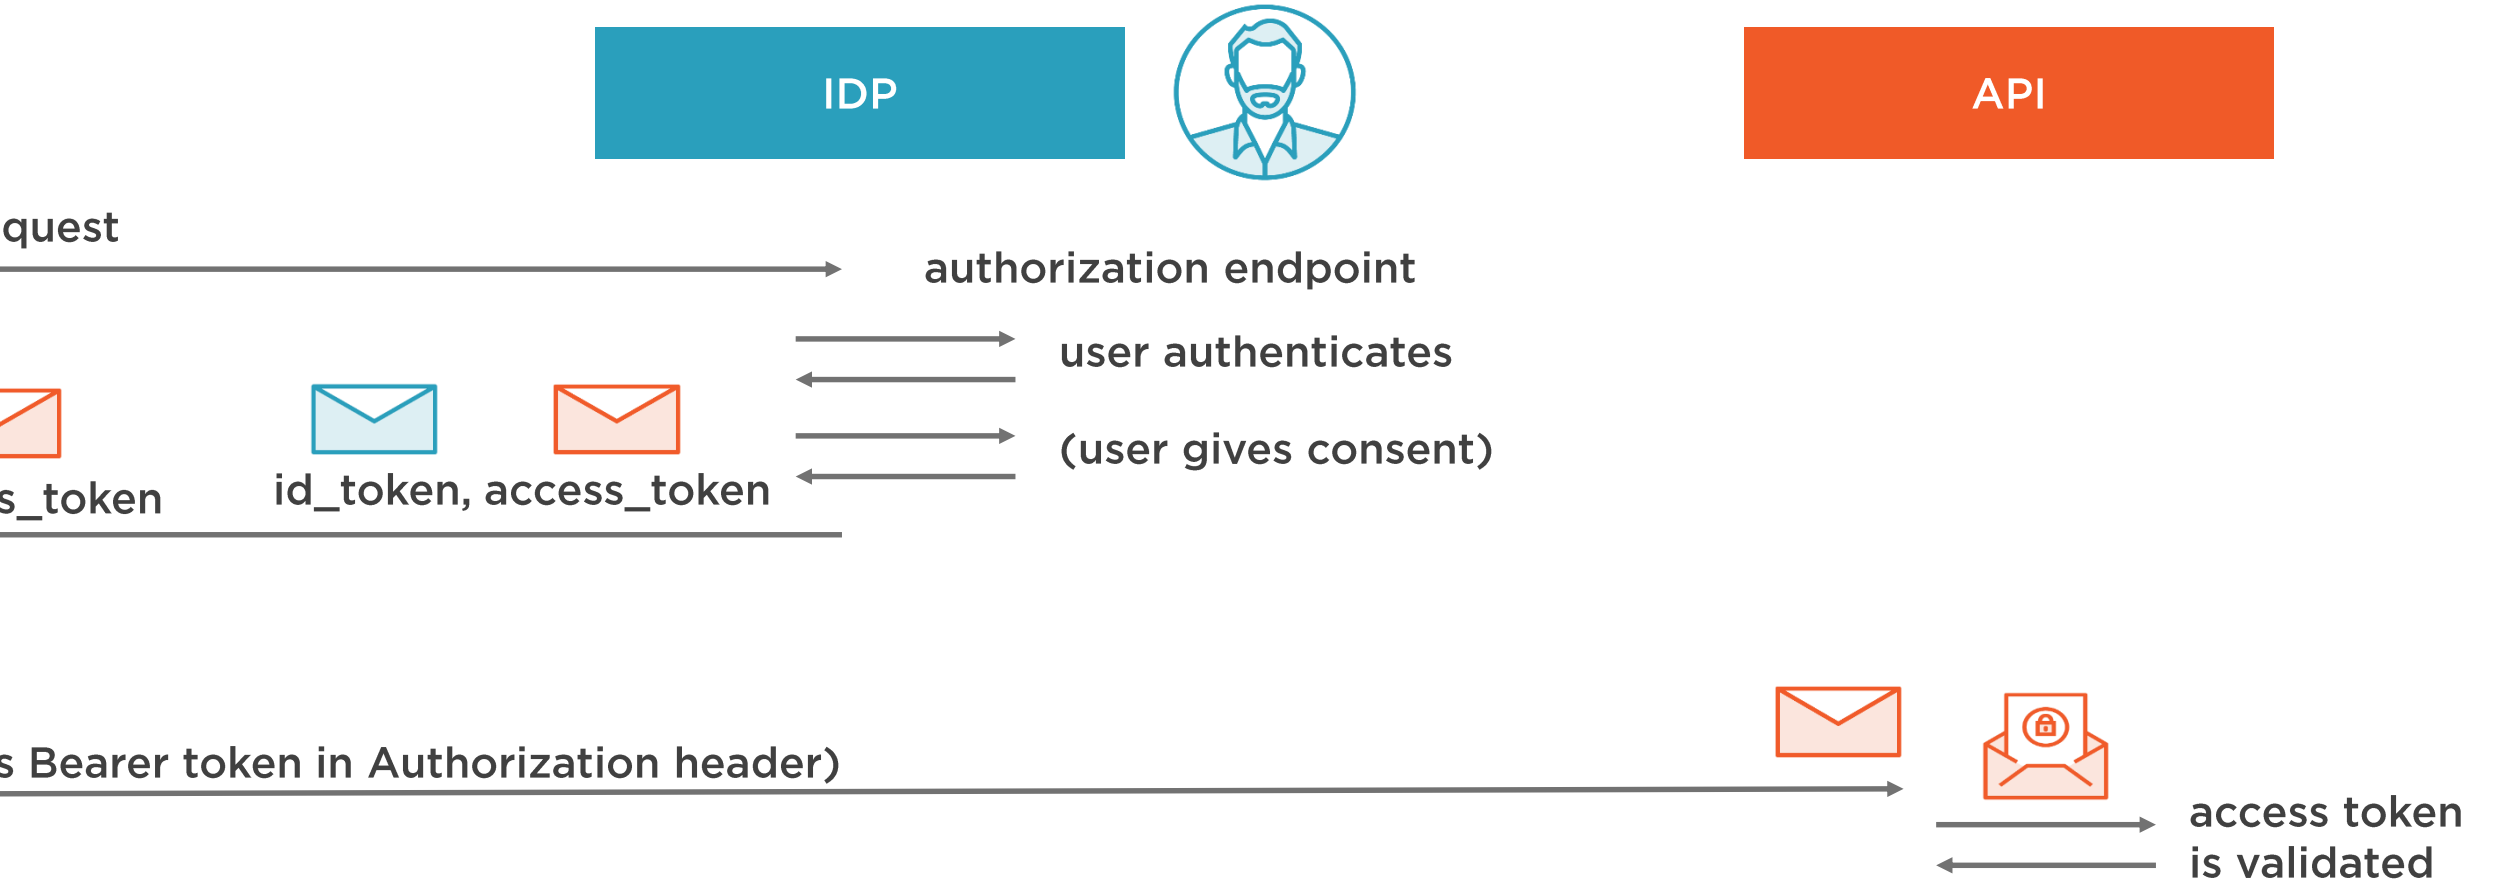 IDP
API
quest
authorization endpoint
user authenticates
(user gives consent)
s_token
id_token, access_token
s Bearer token in Authorization header)
access token
is validated